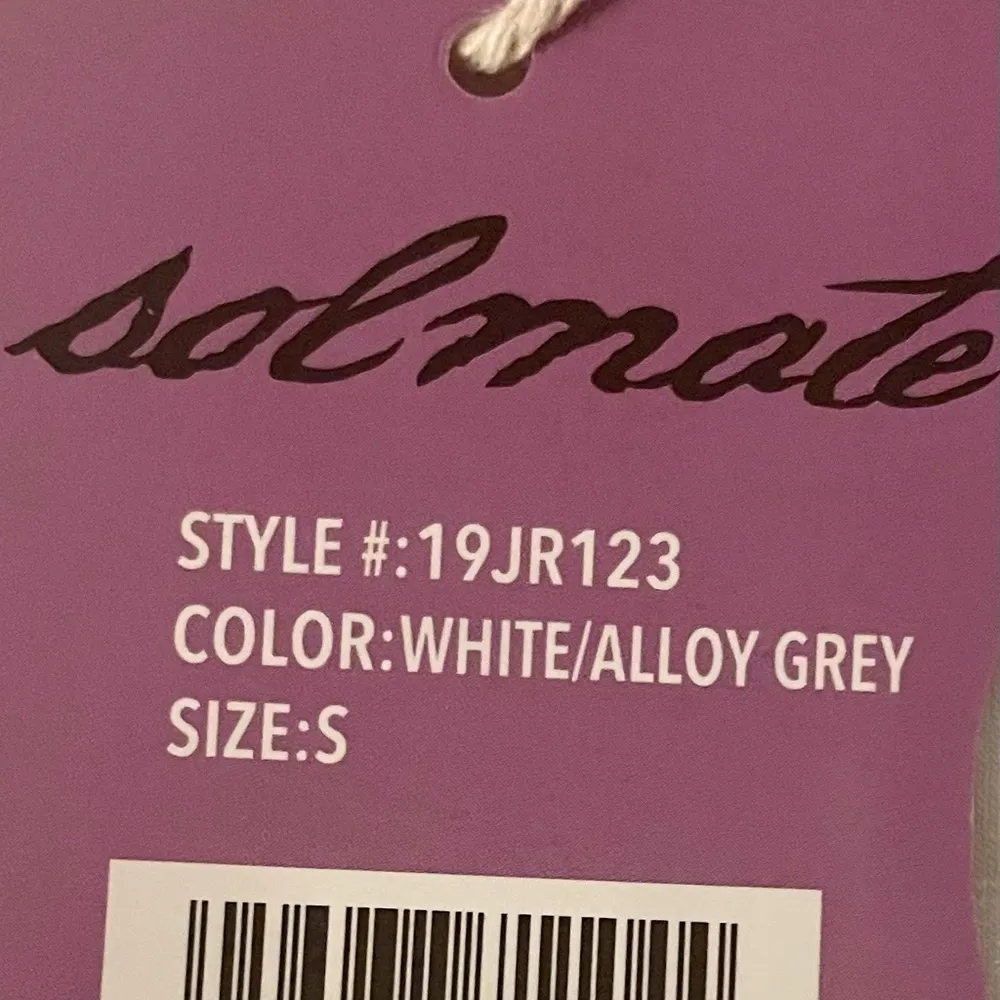 solmate
STYLE #:19JR123
COLOR:WHITE/ALLOY GREY
SIZE:S